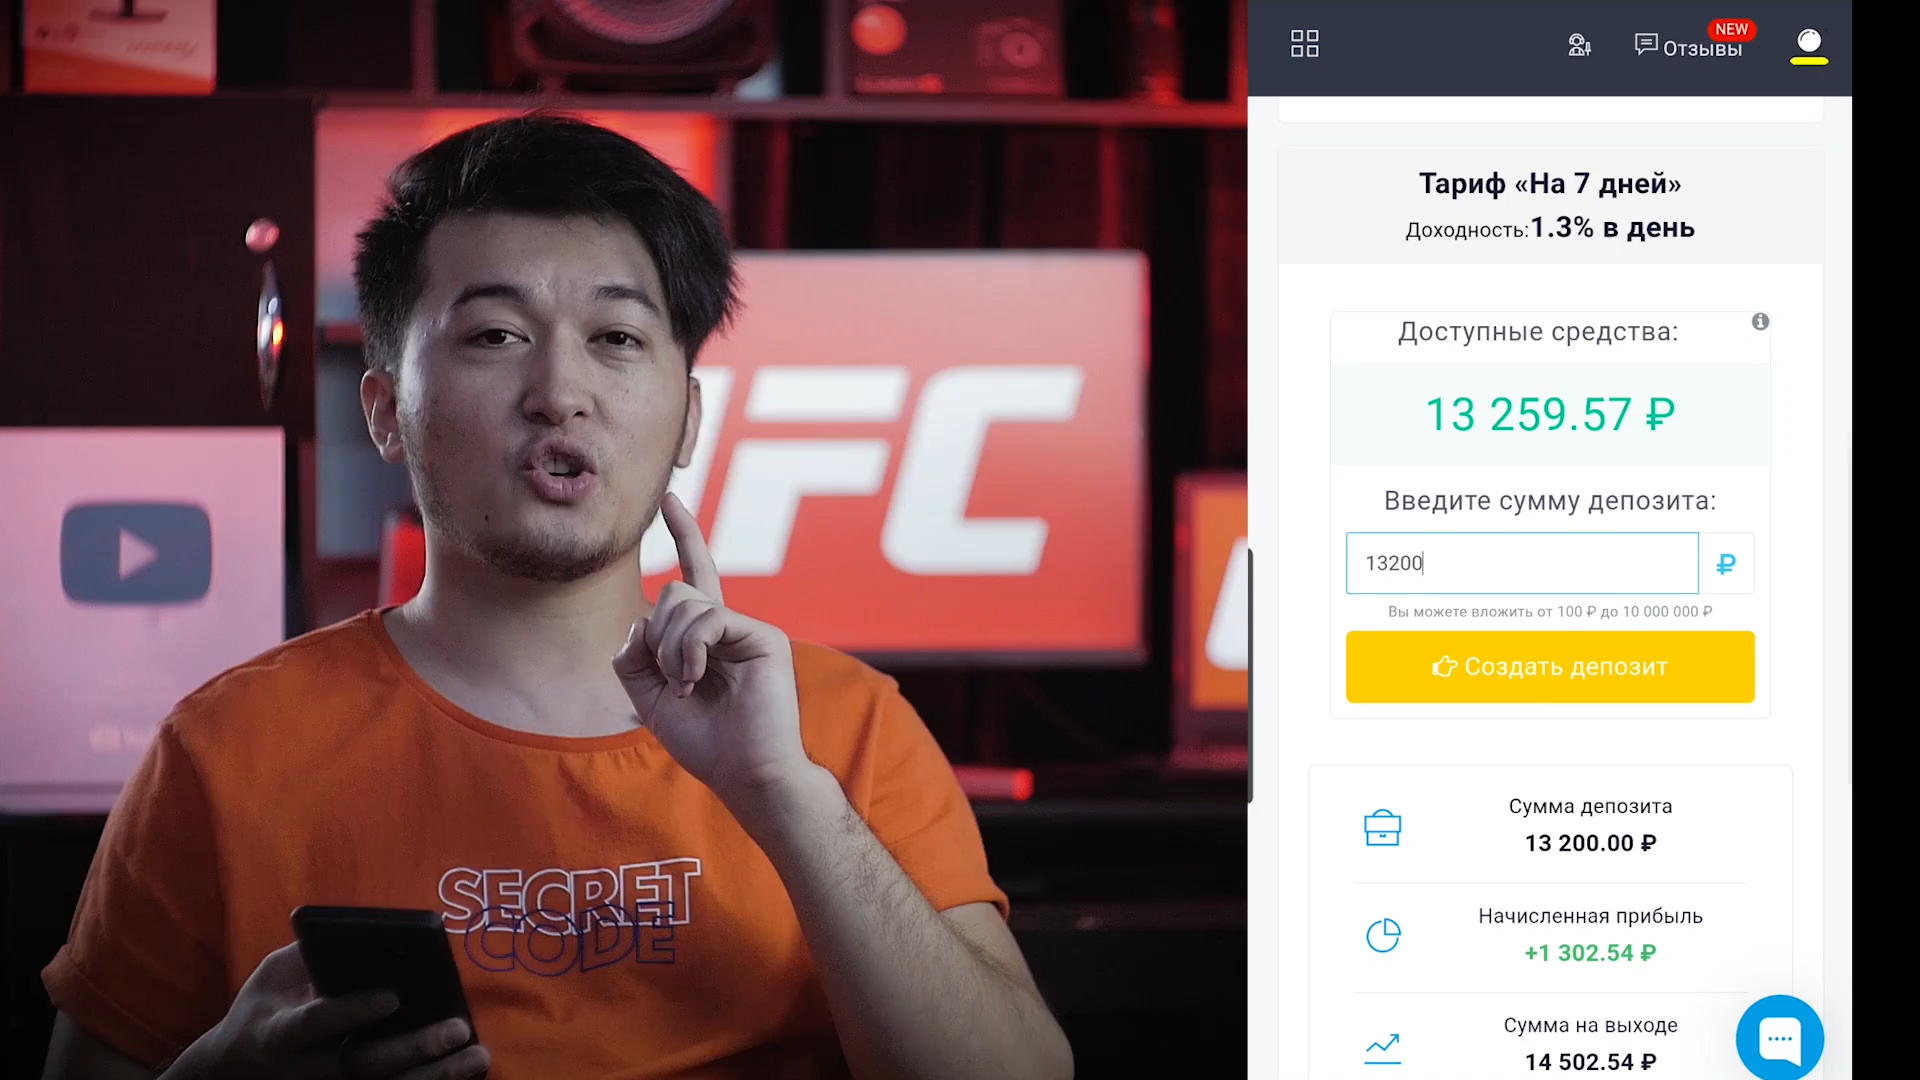 UFC
SECRET
CODE
NEW
Отзывы
Тариф «На 7 дней»
Доходность:1.3% в день
Доступные средства:
13 259.57 ₽
Введите сумму депозита:
13200
₽
Вы можете вложить от 100 ₽ до 10 000 000 ₽
Создать депозит
Сумма депозита
13 200.00 ₽
Начисленная прибыль
+1 302.54 ₽
Сумма на выходе
14 502.54 ₽